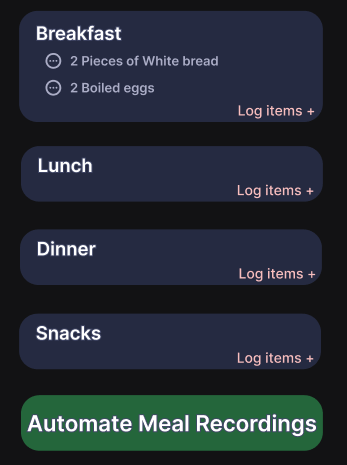 Breakfast
2 Pieces of White bread
2 Boiled eggs
Log items +
Lunch
Log items +
Dinner
Log items +
Snacks
Log items +
Automate Meal Recordings